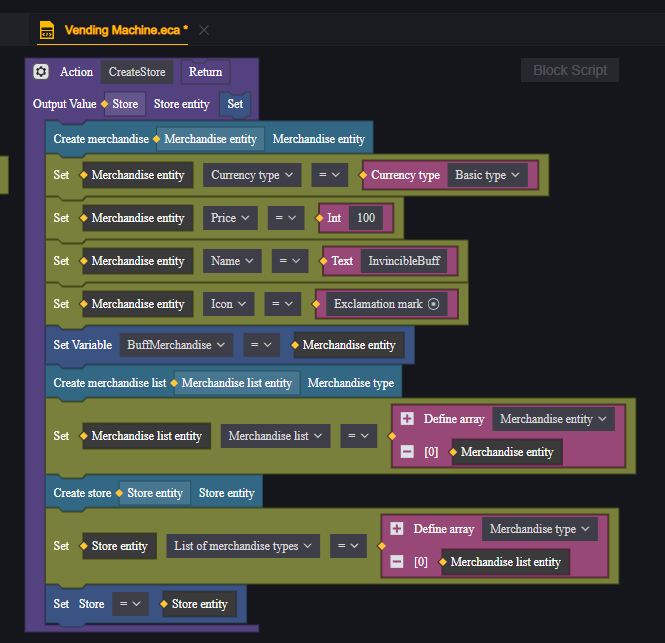 Vending Machine.eca *
Block Script
Action CreateStore Return
Output Value Store Store entity Set
Create merchandise Merchandise entity Merchandise entity
Set Merchandise entity Currency type = Currency type Basic type
Set Merchandise entity Price = Int 100
Set Merchandise entity Name = Text InvincibleBuff
Set Merchandise entity Icon = Exclamation mark
Set Variable BuffMerchandise = Merchandise entity
Create merchandise list Merchandise list entity Merchandise type
Define array Merchandise entity
Set Merchandise list entity Merchandise list =
[0] Merchandise entity
Create store Store entity Store entity
Define array Merchandise type
Set Store entity List of merchandise types =
[0] Merchandise list entity
Set Store = Store entity